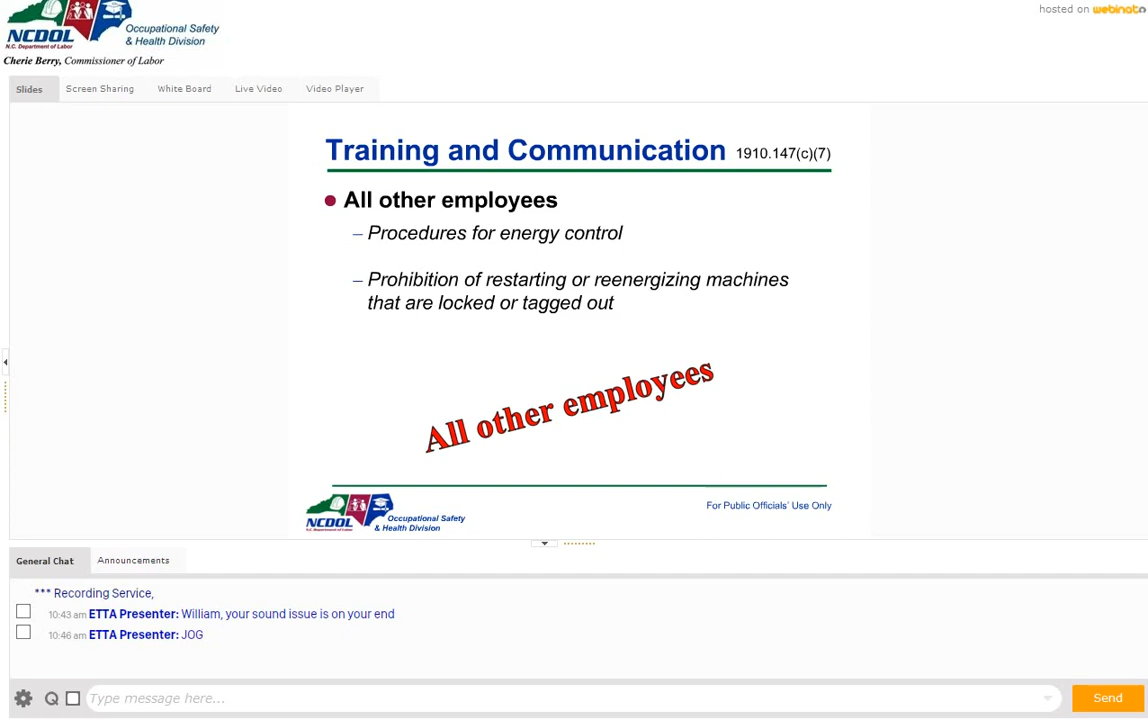 hosted on webinato
NCDOL
N.C. Department of Labor
Occupational Safety
& Health Division
Cherie Berry, Commissioner of Labor
Slides
Screen Sharing
White Board
Live Video
Video Player
Training and Communication 1910.147(c)(7)
All other employees
– Procedures for energy control
– Prohibition of restarting or reenergizing machines
that are locked or tagged out
All other employees
NCDOL
N.C. Department of Labor
Occupational Safety
& Health Division
For Public Officials' Use Only
General Chat
Announcements
*** Recording Service,
10:43 am ETTA Presenter: William, your sound issue is on your end
10:46 am ETTA Presenter: JOG
Type message here...
Send